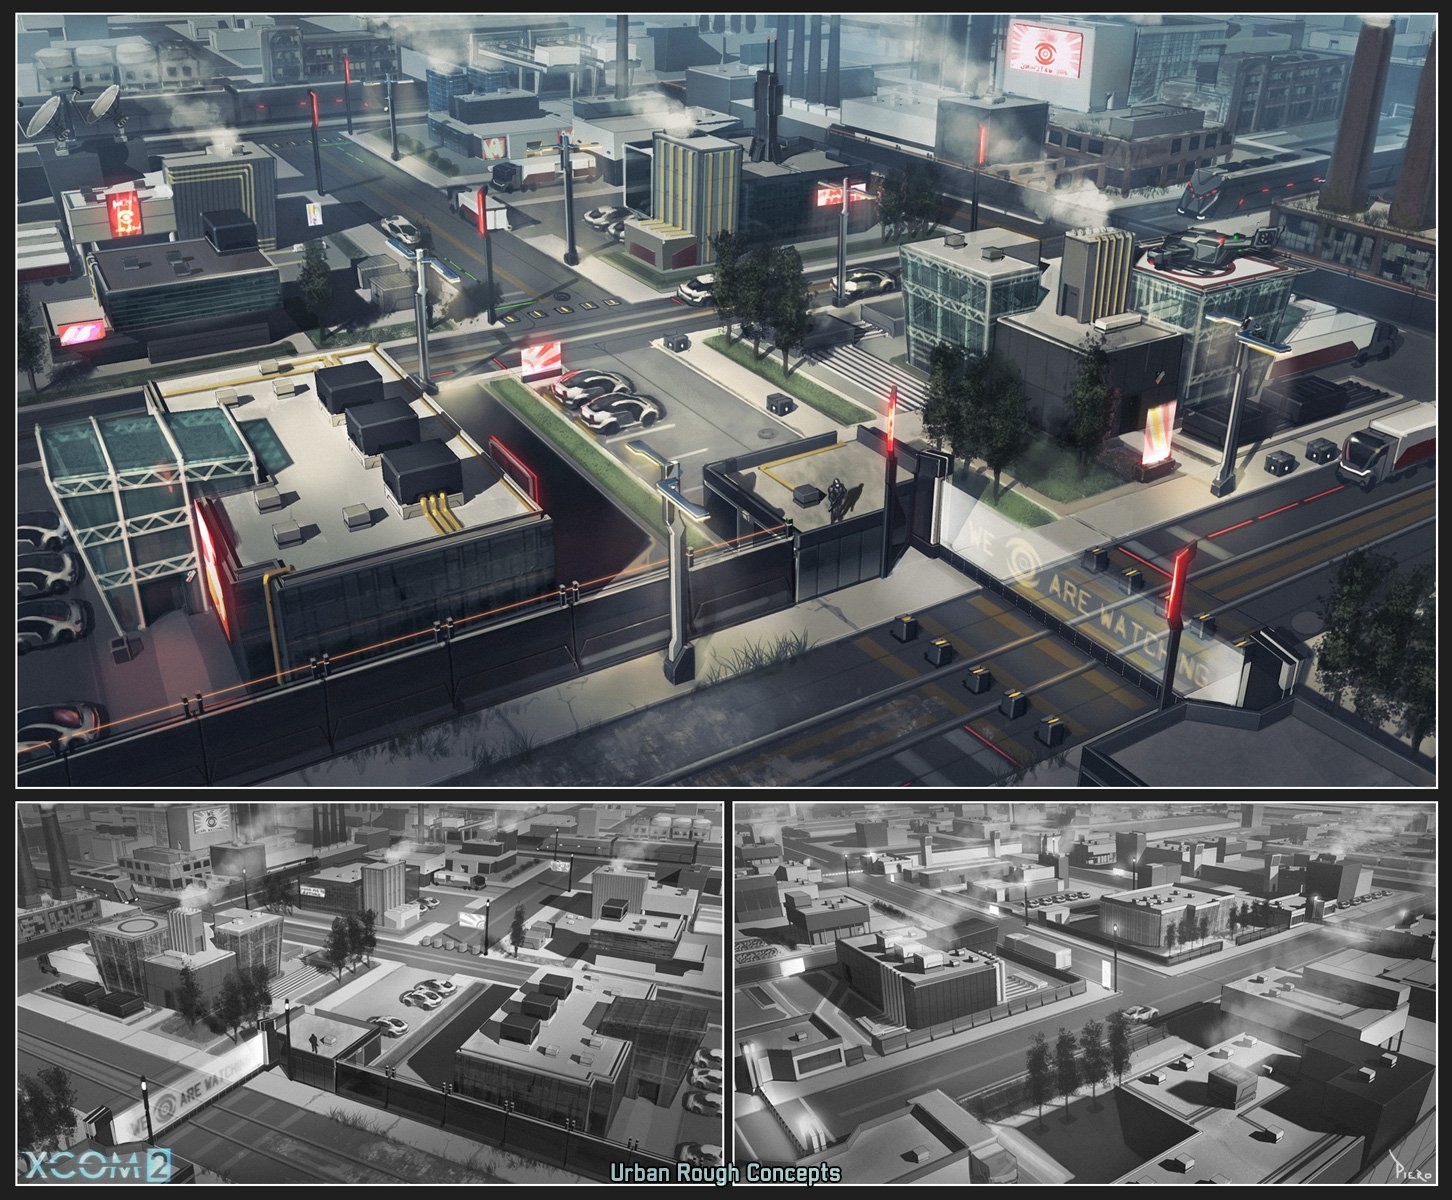 WE ARE WATCHING
ARE WATCHING
XCOM 2
Urban Rough Concepts
PIERO